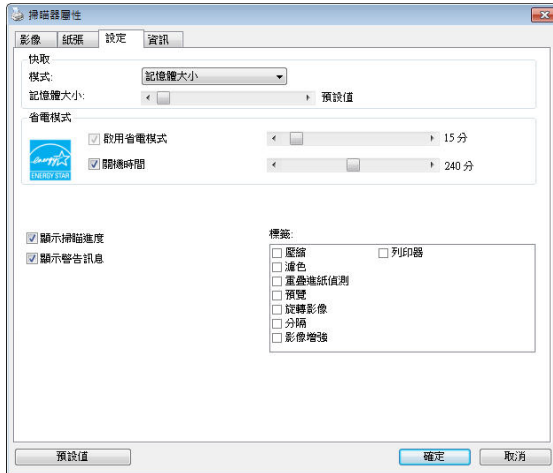 掃瞄器屬性
影像 紙張 設定 資訊
快取
模式: 記憶體大小
記憶體大小: 預設值
省電模式
啟用省電模式 15 分
關機時間 240 分
ENERGY STAR
顯示掃瞄進度
顯示警告訊息
標籤:
壓縮 列印器
濾色
重疊進紙偵測
預覽
旋轉影像
分隔
影像增強
預設值 確定 取消